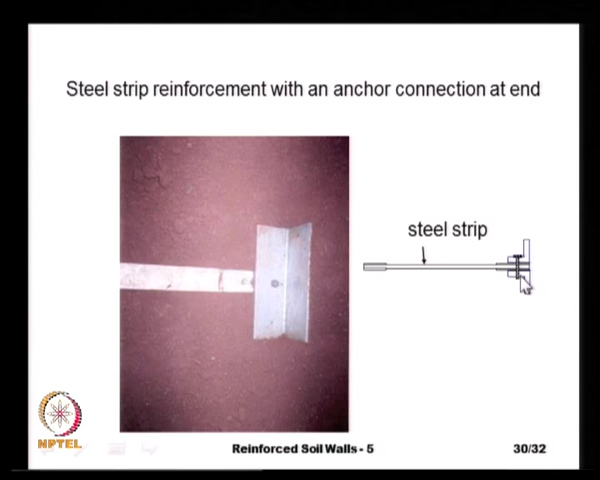 Steel strip reinforcement with an anchor connection at end
steel strip
NPTEL
Reinforced Soil Walls - 5
30/32